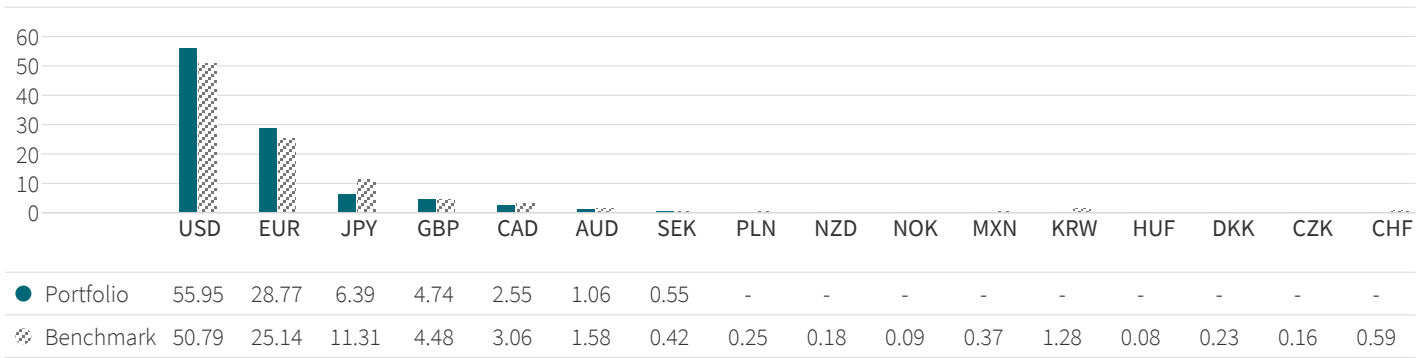 60
50
40
30
20
10
0
USD EUR JPY GBP CAD AUD SEK PLN NZD NOK MXN KRW HUF DKK CZK CHF
Portfolio 55.95 28.77 6.39 4.74 2.55 1.06 0.55 - - - - - - - - -
Benchmark 50.79 25.14 11.31 4.48 3.06 1.58 0.42 0.25 0.18 0.09 0.37 1.28 0.08 0.23 0.16 0.59